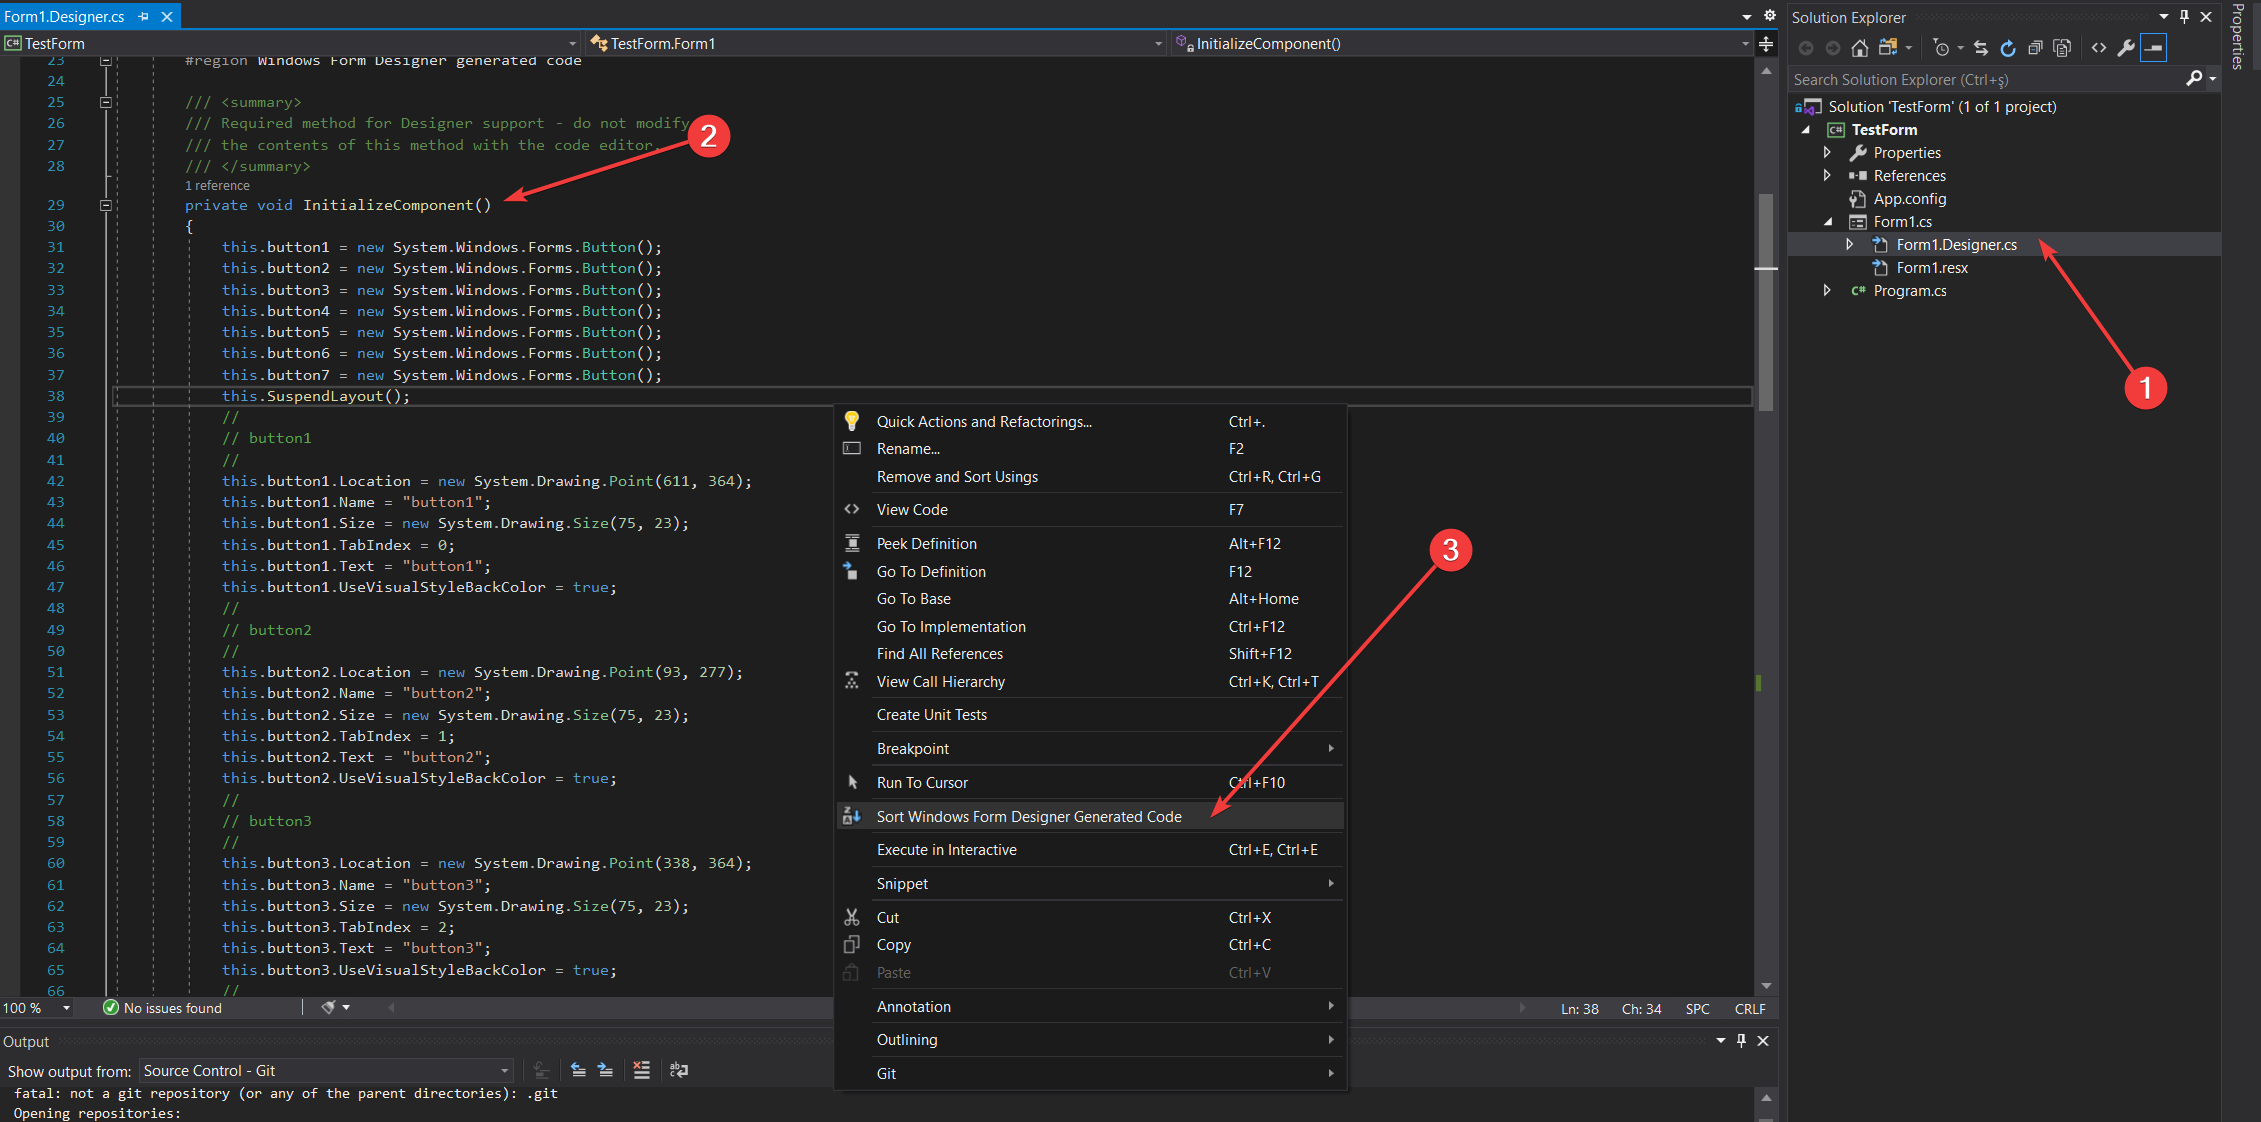 Form1.Designer.cs
TestForm
TestForm.Form1
InitializeComponent()
23 #region Windows Form Designer generated code
24
25 /// <summary>
26 /// Required method for Designer support - do not modify
27 /// the contents of this method with the code editor.
28 /// </summary>
1 reference
29 private void InitializeComponent()
30 {
31 this.button1 = new System.Windows.Forms.Button();
32 this.button2 = new System.Windows.Forms.Button();
33 this.button3 = new System.Windows.Forms.Button();
34 this.button4 = new System.Windows.Forms.Button();
35 this.button5 = new System.Windows.Forms.Button();
36 this.button6 = new System.Windows.Forms.Button();
37 this.button7 = new System.Windows.Forms.Button();
38 this.SuspendLayout();
39 //
40 // button1
41 //
42 this.button1.Location = new System.Drawing.Point(611, 364);
43 this.button1.Name = "button1";
44 this.button1.Size = new System.Drawing.Size(75, 23);
45 this.button1.TabIndex = 0;
46 this.button1.Text = "button1";
47 this.button1.UseVisualStyleBackColor = true;
48 //
49 // button2
50 //
51 this.button2.Location = new System.Drawing.Point(93, 277);
52 this.button2.Name = "button2";
53 this.button2.Size = new System.Drawing.Size(75, 23);
54 this.button2.TabIndex = 1;
55 this.button2.Text = "button2";
56 this.button2.UseVisualStyleBackColor = true;
57 //
58 // button3
59 //
60 this.button3.Location = new System.Drawing.Point(338, 364);
61 this.button3.Name = "button3";
62 this.button3.Size = new System.Drawing.Size(75, 23);
63 this.button3.TabIndex = 2;
64 this.button3.Text = "button3";
65 this.button3.UseVisualStyleBackColor = true;
66 //
2
Quick Actions and Refactorings... Ctrl+.
Rename... F2
Remove and Sort Usings Ctrl+R, Ctrl+G
View Code F7
Peek Definition Alt+F12
Go To Definition F12
Go To Base Alt+Home
Go To Implementation Ctrl+F12
Find All References Shift+F12
View Call Hierarchy Ctrl+K, Ctrl+T
Create Unit Tests
Breakpoint
Run To Cursor Ctrl+F10
Sort Windows Form Designer Generated Code
Execute in Interactive Ctrl+E, Ctrl+E
Snippet
Cut Ctrl+X
Copy Ctrl+C
Paste Ctrl+V
Annotation
Outlining
Git
3
100 %
No issues found
Ln: 38 Ch: 34 SPC CRLF
Output
Show output from: Source Control - Git
fatal: not a git repository (or any of the parent directories): .git
Opening repositories:
Solution Explorer
Search Solution Explorer (Ctrl+ş)
Solution 'TestForm' (1 of 1 project)
C# TestForm
Properties
References
App.config
Form1.cs
Form1.Designer.cs
Form1.resx
C# Program.cs
1
Properties